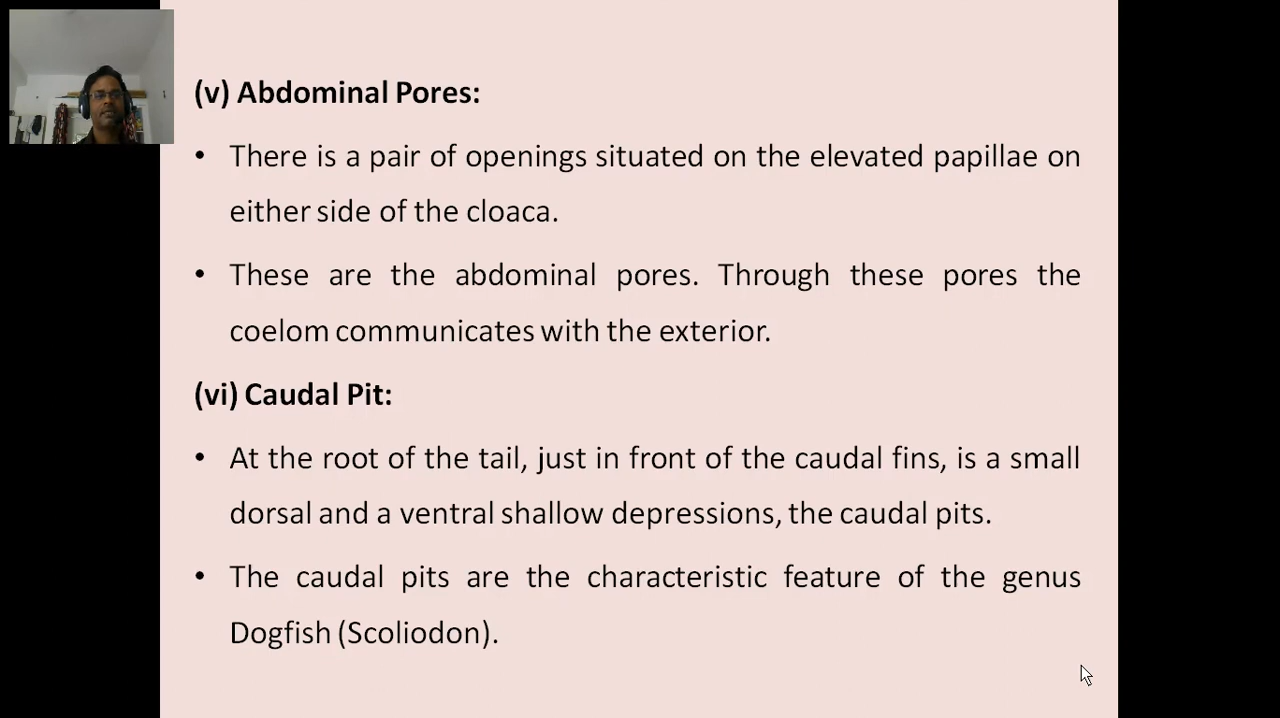 (v) Abdominal Pores:
• There is a pair of openings situated on the elevated papillae on
either side of the cloaca.
• These are the abdominal pores. Through these pores the
coelom communicates with the exterior.
(vi) Caudal Pit:
• At the root of the tail, just in front of the caudal fins, is a small
dorsal and a ventral shallow depressions, the caudal pits.
• The caudal pits are the characteristic feature of the genus
Dogfish (Scoliodon).